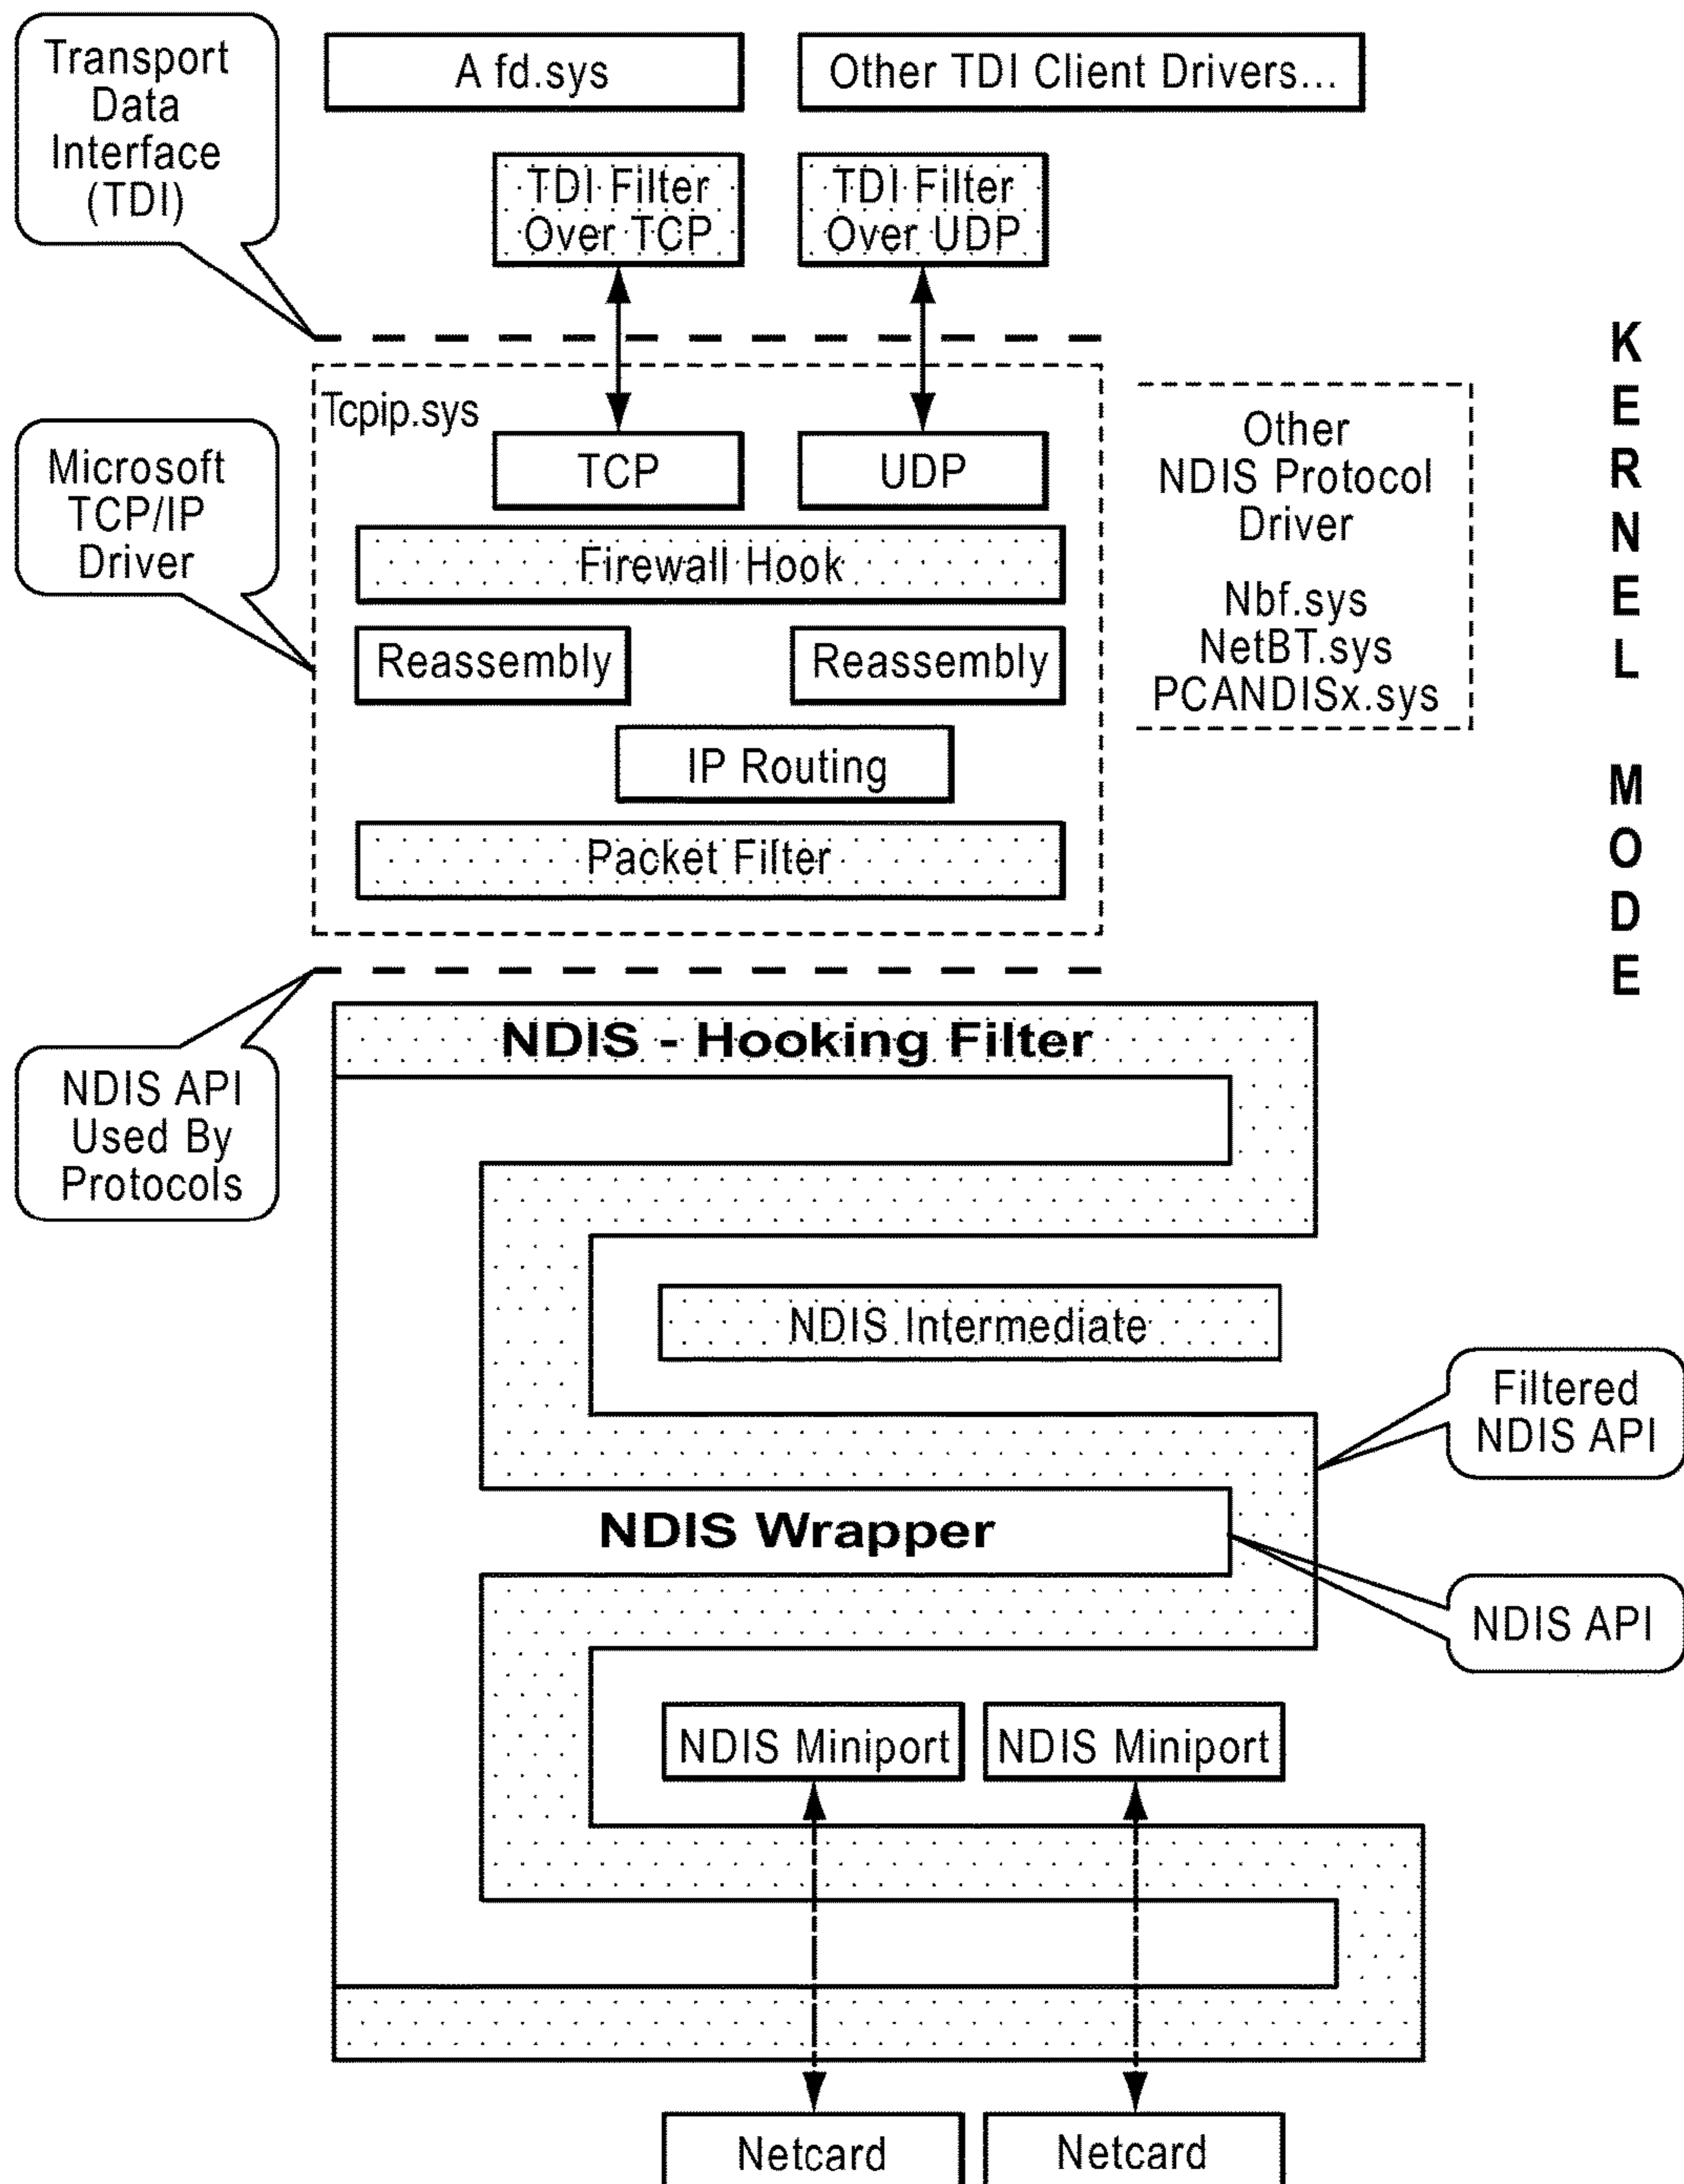 Transport
Data
Interface
(TDI)
A fd.sys
Other TDI Client Drivers...
TDI Filter
Over TCP
TDI Filter
Over UDP
Tcpip.sys
TCP
UDP
Microsoft
TCP/IP
Driver
Firewall Hook
Reassembly
Reassembly
IP Routing
Packet Filter
Other
NDIS Protocol
Driver
Nbf.sys
NetBT.sys
PCANDISx.sys
KERNEL MODE
NDIS API
Used By
Protocols
NDIS - Hooking Filter
NDIS Intermediate
Filtered
NDIS API
NDIS Wrapper
NDIS API
NDIS Miniport
NDIS Miniport
Netcard
Netcard